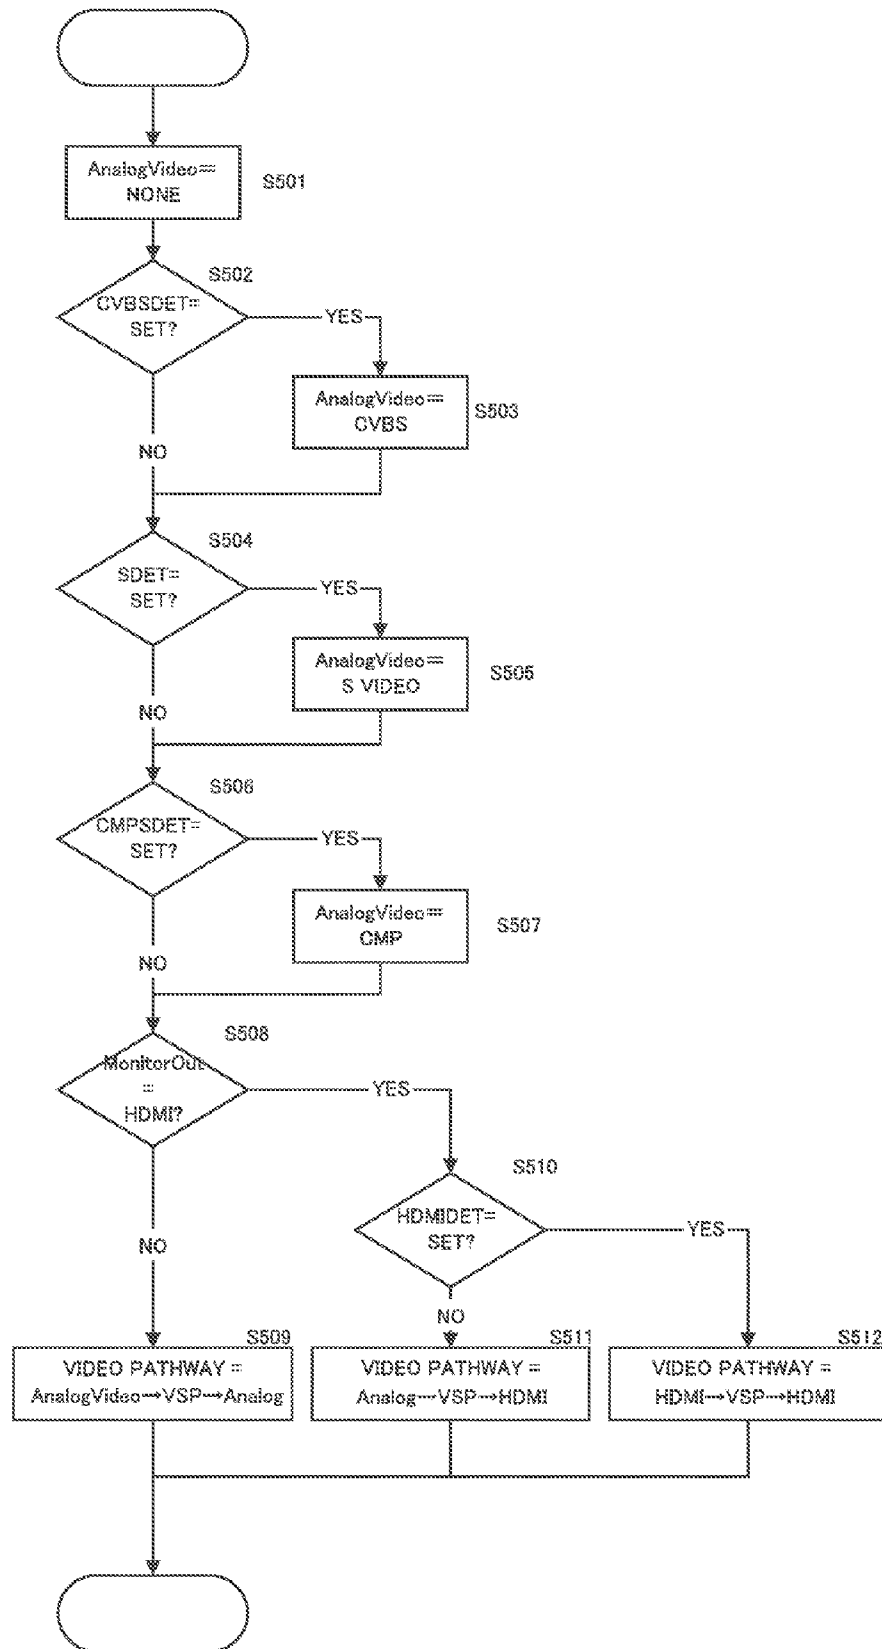 AnalogVideo=
NONE
S501
S502
CVBSDET=
SET?
YES
AnalogVideo=
CVBS
S503
NO
S504
SDET=
SET?
YES
AnalogVideo=
S VIDEO
S505
NO
S506
CMPSDET=
SET?
YES
AnalogVideo=
CMP
S507
NO
S508
MonitorOut
=
HDMI?
YES
S510
HDMIDET=
SET?
YES
NO
NO
S509
S511
S512
VIDEO PATHWAY =
AnalogVideo→VSP→Analog
VIDEO PATHWAY =
Analog→VSP→HDMI
VIDEO PATHWAY =
HDMI→VSP→HDMI